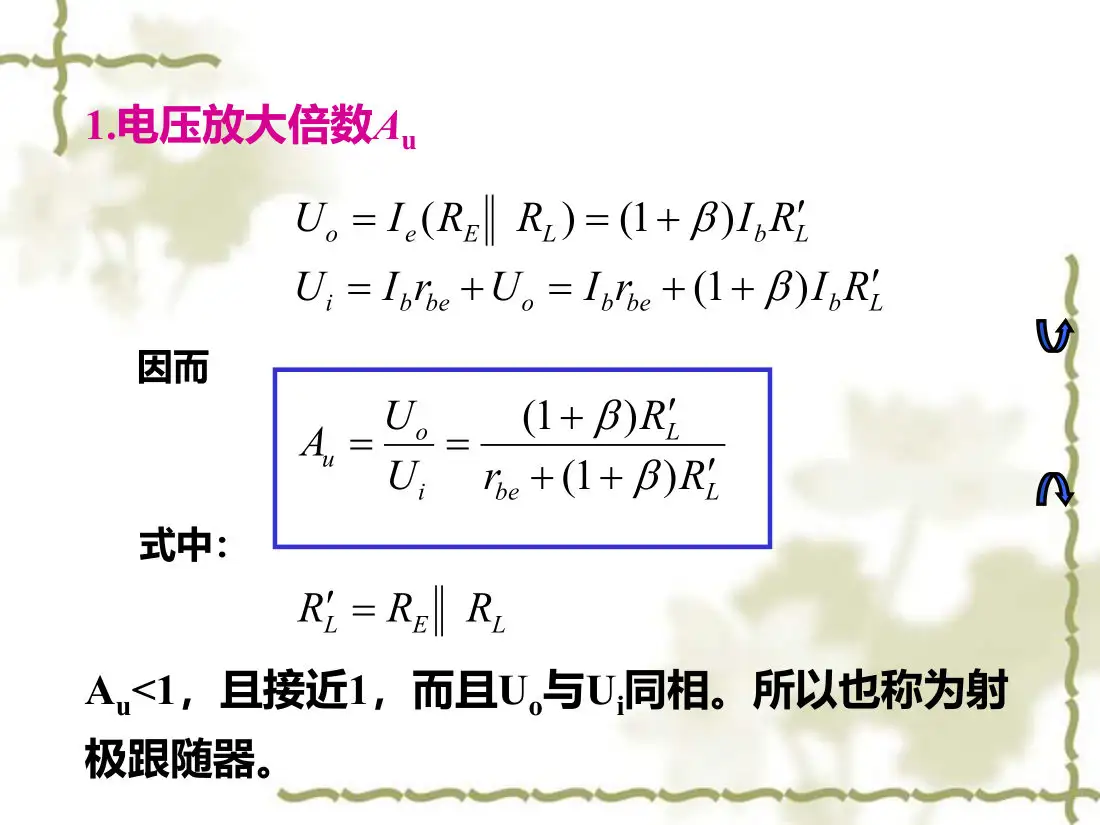 1.电压放大倍数Au
Uo = Ie(RE∥ RL) = (1+ β)IbR′L
Ui = Ibrbe +Uo = Ibrbe +(1+ β)IbR′L
因而
Au = Uo/Ui = (1+ β)R′L / rbe +(1+ β)R′L
式中：
R′L = RE∥ RL
Au<1，且接近1，而且Uo与Ui同相。所以也称为射
极跟随器。